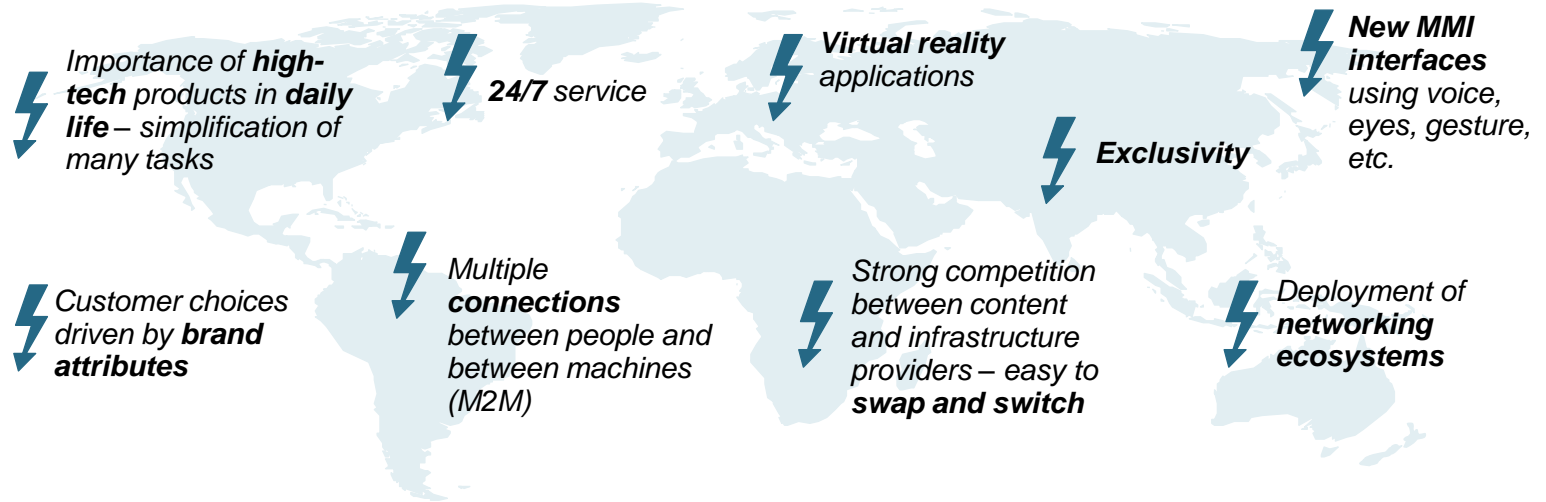 Importance of high-
tech products in daily
life – simplification of
many tasks
24/7 service
Virtual reality
applications
Exclusivity
New MMI
interfaces
using voice,
eyes, gesture,
etc.
Customer choices
driven by brand
attributes
Multiple
connections
between people and
between machines
(M2M)
Strong competition
between content
and infrastructure
providers – easy to
swap and switch
Deployment of
networking
ecosystems